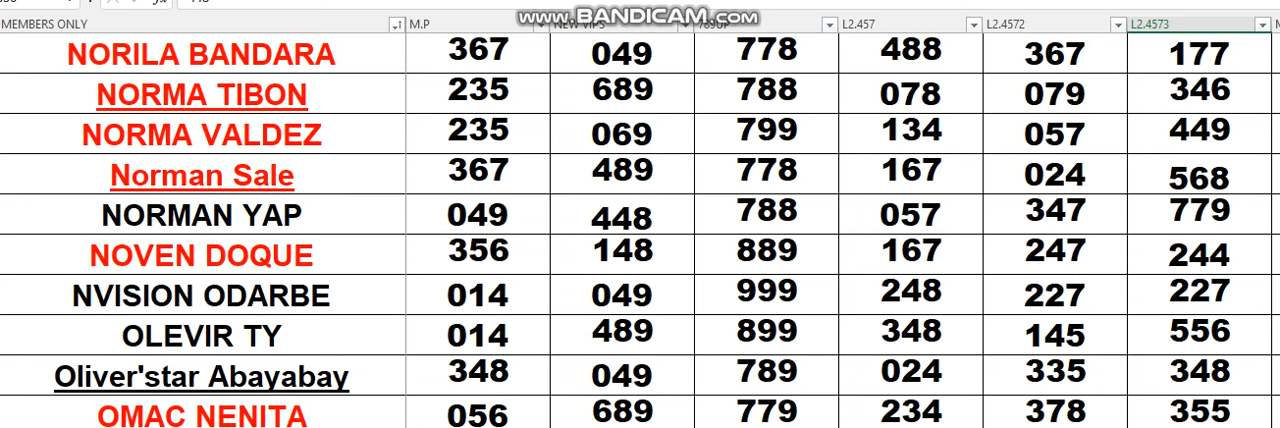 www.BANDICAM.com
MEMBERS ONLY M.P NEW VIPS 789UP L2.457 L2.4572 L2.4573
NORILA BANDARA 367 049 778 488 367 177
NORMA TIBON 235 689 788 078 079 346
NORMA VALDEZ 235 069 799 134 057 449
Norman Sale 367 489 778 167 024 568
NORMAN YAP 049 448 788 057 347 779
NOVEN DOQUE 356 148 889 167 247 244
NVISION ODARBE 014 049 999 248 227 227
OLEVIR TY 014 489 899 348 145 556
Oliver'star Abayabay 348 049 789 024 335 348
OMAC NENITA 056 689 779 234 378 355